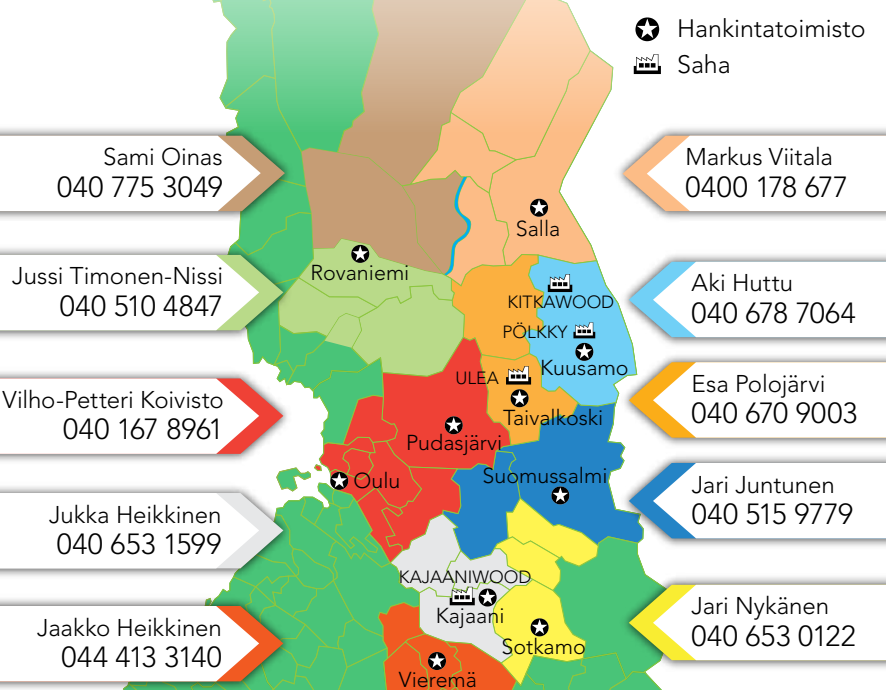 Hankintatoimisto
Saha
Sami Oinas
040 775 3049
Markus Viitala
0400 178 677
Salla
Jussi Timonen-Nissi
040 510 4847
Rovaniemi
Aki Huttu
040 678 7064
KITKAWOOD
PÖLKKY
Kuusamo
Vilho-Petteri Koivisto
040 167 8961
ULEA
Taivalkoski
Esa Polojärvi
040 670 9003
Pudasjärvi
Oulu
Suomussalmi
Jari Juntunen
040 515 9779
Jukka Heikkinen
040 653 1599
KAJAANIWOOD
Kajaani
Sotkamo
Jari Nykänen
040 653 0122
Jaakko Heikkinen
044 413 3140
Vieremä